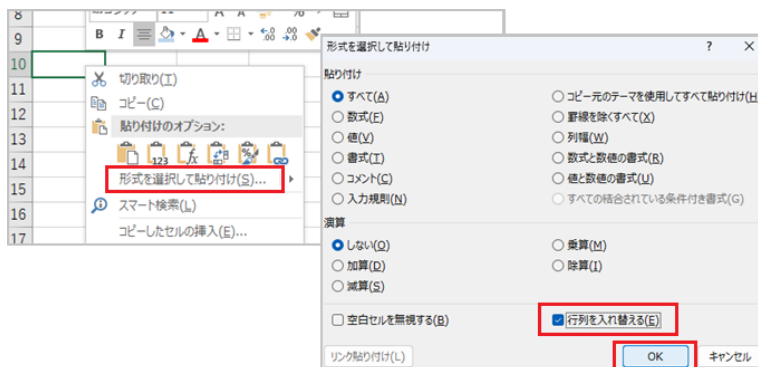 8
9
10
11
12
13
14
15
16
17
B I A
切り取り(T)
コピー(C)
貼り付けのオプション:
123 fx %
形式を選択して貼り付け(S)...
スマート検索(L)
コピーしたセルの挿入(E)...
形式を選択して貼り付け ? ×
貼り付け
すべて(A) コピー元のテーマを使用してすべて貼り付け(H
数式(F) 罫線を除くすべて(X)
値(V) 列幅(W)
書式(T) 数式と数値の書式(R)
コメント(C) 値と数値の書式(U)
入力規則(N) すべての結合されている条件付き書式(G)
演算
しない(O) 乗算(M)
加算(D) 除算(I)
減算(S)
空白セルを無視する(B) 行列を入れ替える(E)
リンク貼り付け(L) OK キャンセル